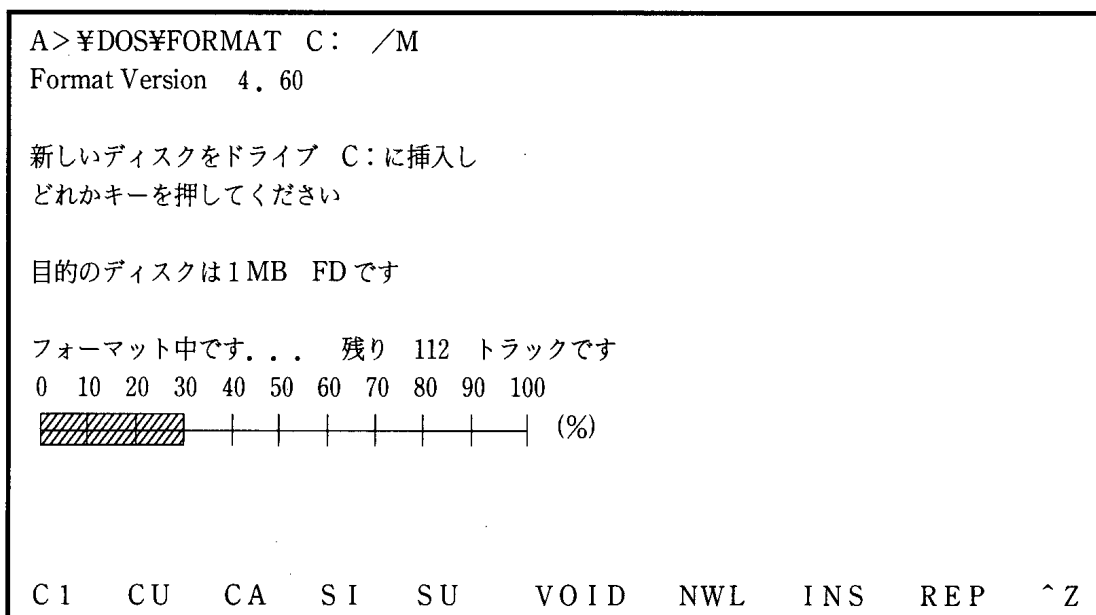 A>¥DOS¥FORMAT C: /M
Format Version 4.60
新しいディスクをドライブ C:に挿入し
どれかキーを押してください
目的のディスクは1MB FDです
フォーマット中です... 残り 112 トラックです
0 10 20 30 40 50 60 70 80 90 100
(%)
C1 CU CA SI SU VOID NWL INS REP ^Z